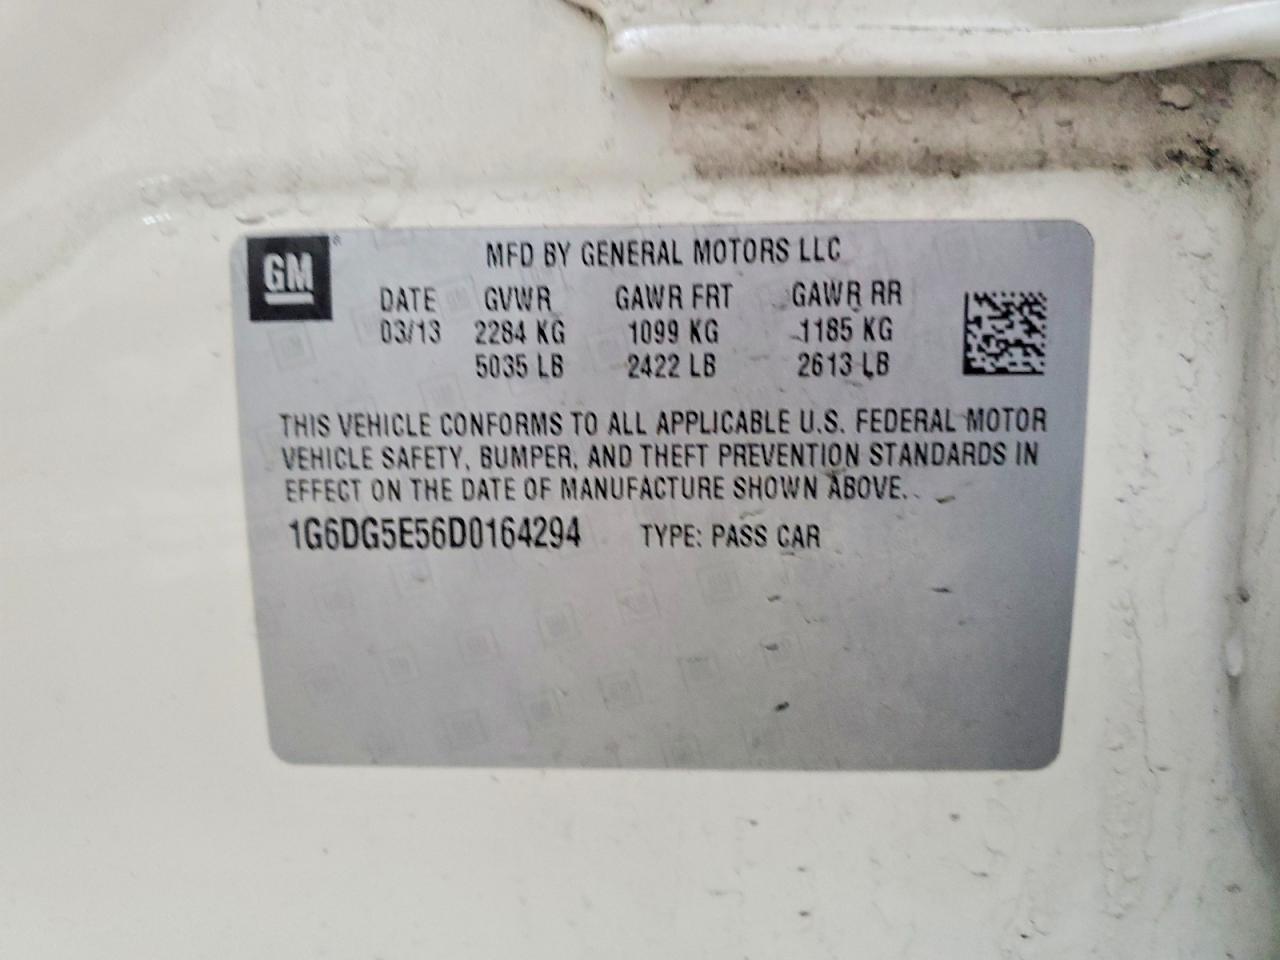 GM
MFD BY GENERAL MOTORS LLC
DATE GVWR GAWR FRT GAWR RR
03/13 2284 KG 1099 KG 1185 KG
5035 LB 2422 LB 2613 LB
THIS VEHICLE CONFORMS TO ALL APPLICABLE U.S. FEDERAL MOTOR
VEHICLE SAFETY, BUMPER, AND THEFT PREVENTION STANDARDS IN
EFFECT ON THE DATE OF MANUFACTURE SHOWN ABOVE.
1G6DG5E56D0164294 TYPE: PASS CAR